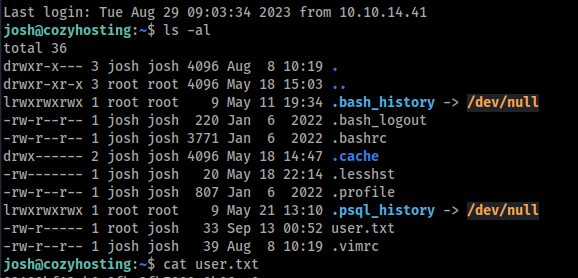 Last login: Tue Aug 29 09:03:34 2023 from 10.10.14.41
josh@cozyhosting:~$ ls -al
total 36
drwxr-x--- 3 josh josh 4096 Aug  8 10:19 .
drwxr-xr-x 3 root root 4096 May 18 15:03 ..
lrwxrwxrwx 1 root root    9 May 11 19:34 .bash_history -> /dev/null
-rw-r--r-- 1 josh josh  220 Jan  6  2022 .bash_logout
-rw-r--r-- 1 josh josh 3771 Jan  6  2022 .bashrc
drwx------ 2 josh josh 4096 May 18 14:47 .cache
-rw------- 1 josh josh   20 May 18 22:14 .lesshst
-rw-r--r-- 1 josh josh  807 Jan  6  2022 .profile
lrwxrwxrwx 1 root root    9 May 21 13:10 .psql_history -> /dev/null
-rw-r----- 1 root josh   33 Sep 13 00:52 user.txt
-rw-r--r-- 1 josh josh   39 Aug  8 10:19 .vimrc
josh@cozyhosting:~$ cat user.txt